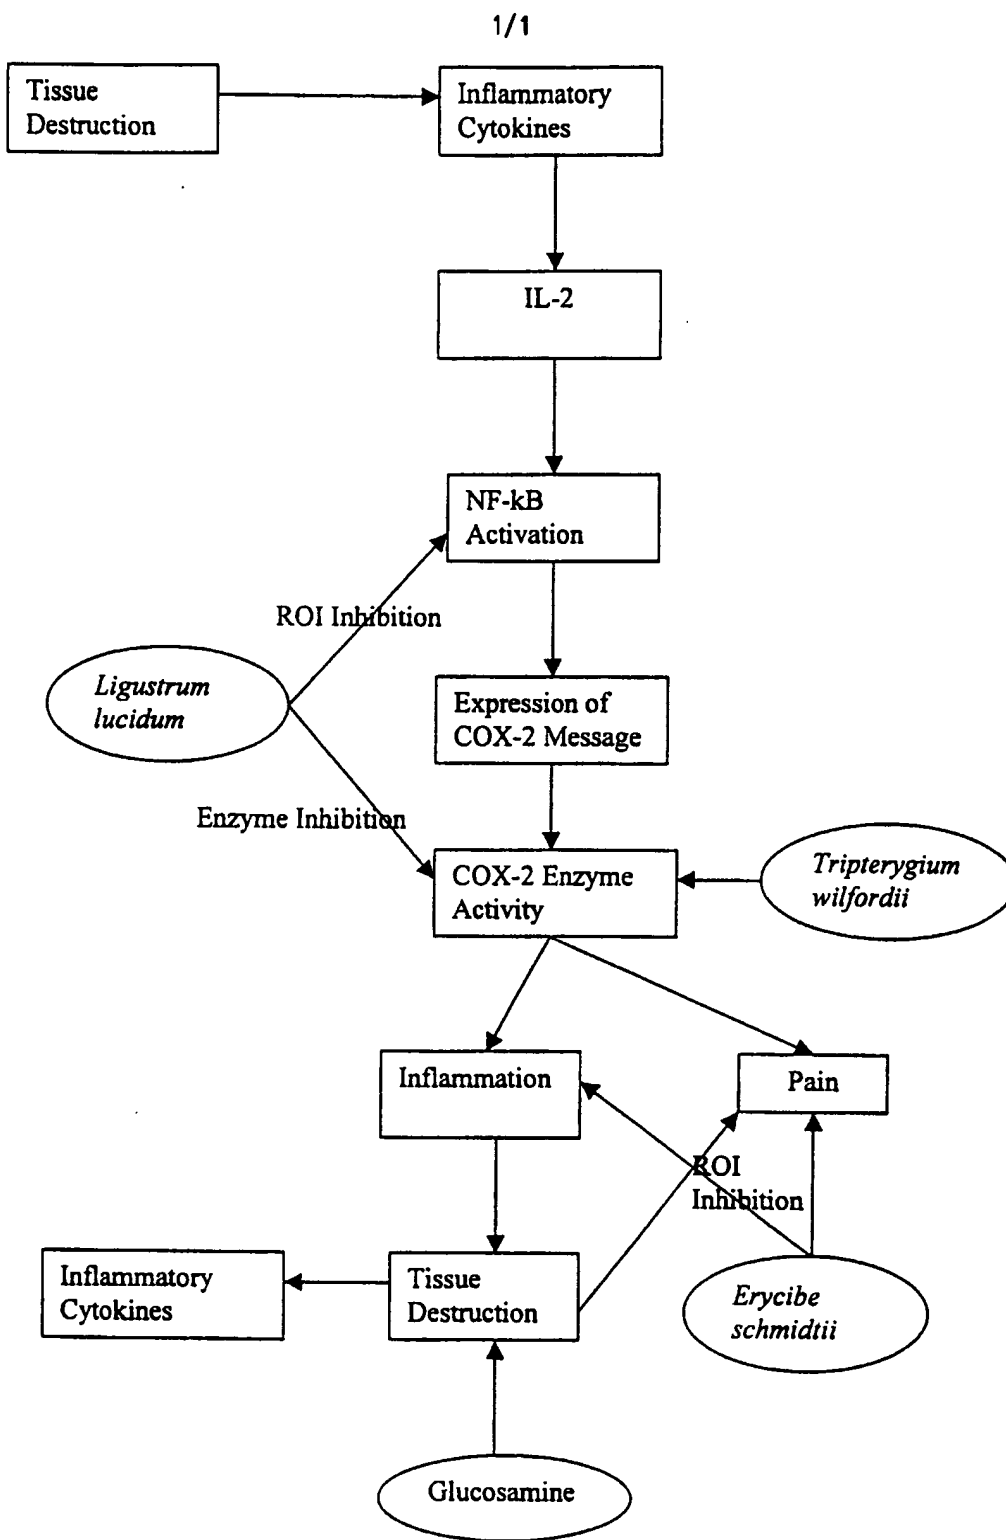 1/1
Tissue
Destruction
Inflammatory
Cytokines
IL-2
NF-kB
Activation
ROI Inhibition
Ligustrum
lucidum
Expression of
COX-2 Message
Enzyme Inhibition
COX-2 Enzyme
Activity
Tripterygium
wilfordii
Inflammation
Pain
ROI
Inhibition
Inflammatory
Cytokines
Tissue
Destruction
Erycibe
schmidtii
Glucosamine